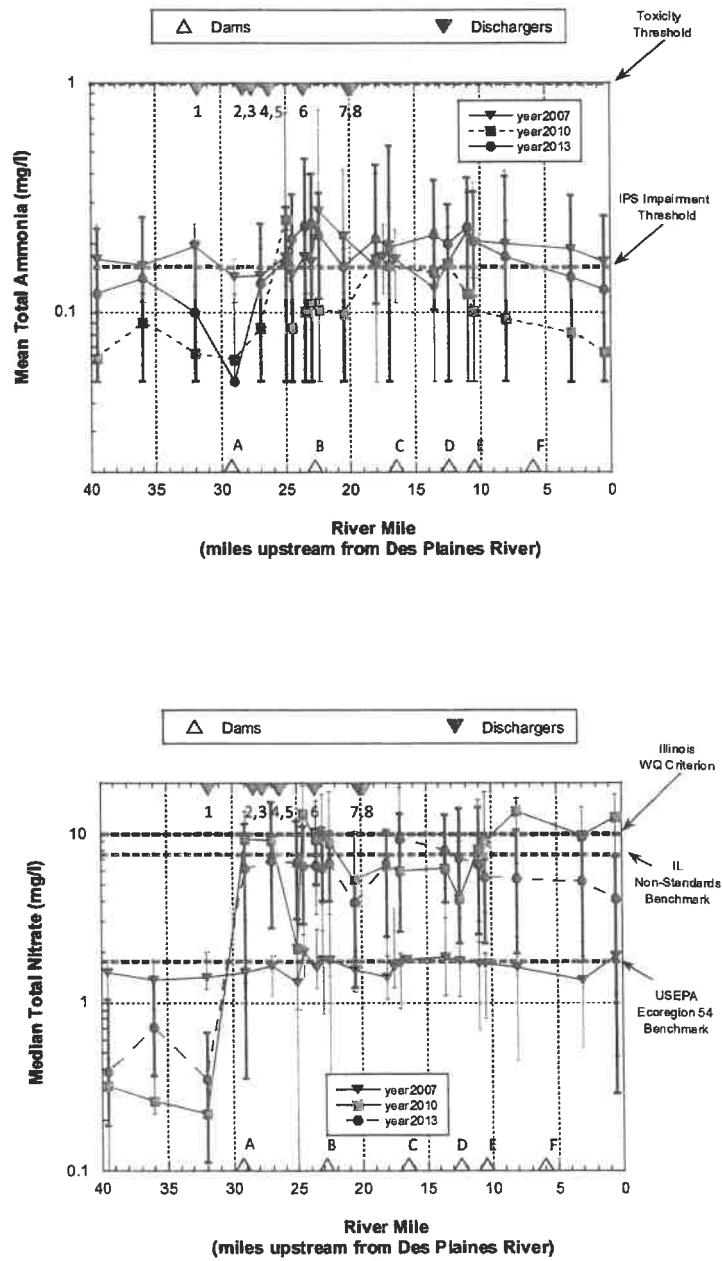 Toxicity
Threshold
Dams
Dischargers
1
1
2,3
4,5
6
7,8
year2007
year2010
year2013
IPS Impairment
Threshold
Mean Total Ammonia (mg/l)
0.1
A
B
C
D
E
F
40
35
30
25
20
15
10
5
0
River Mile
(miles upstream from Des Plaines River)
Dams
Dischargers
Illinois
WQ Criterion
1
2,3
4,5
6
7,8
10
IL
Non-Standards
Benchmark
Median Total Nitrate (mg/l)
1
USEPA
Ecoregion 54
Benchmark
year2007
year2010
year2013
A
B
C
D
E
F
0.1
40
35
30
25
20
15
10
5
0
River Mile
(miles upstream from Des Plaines River)